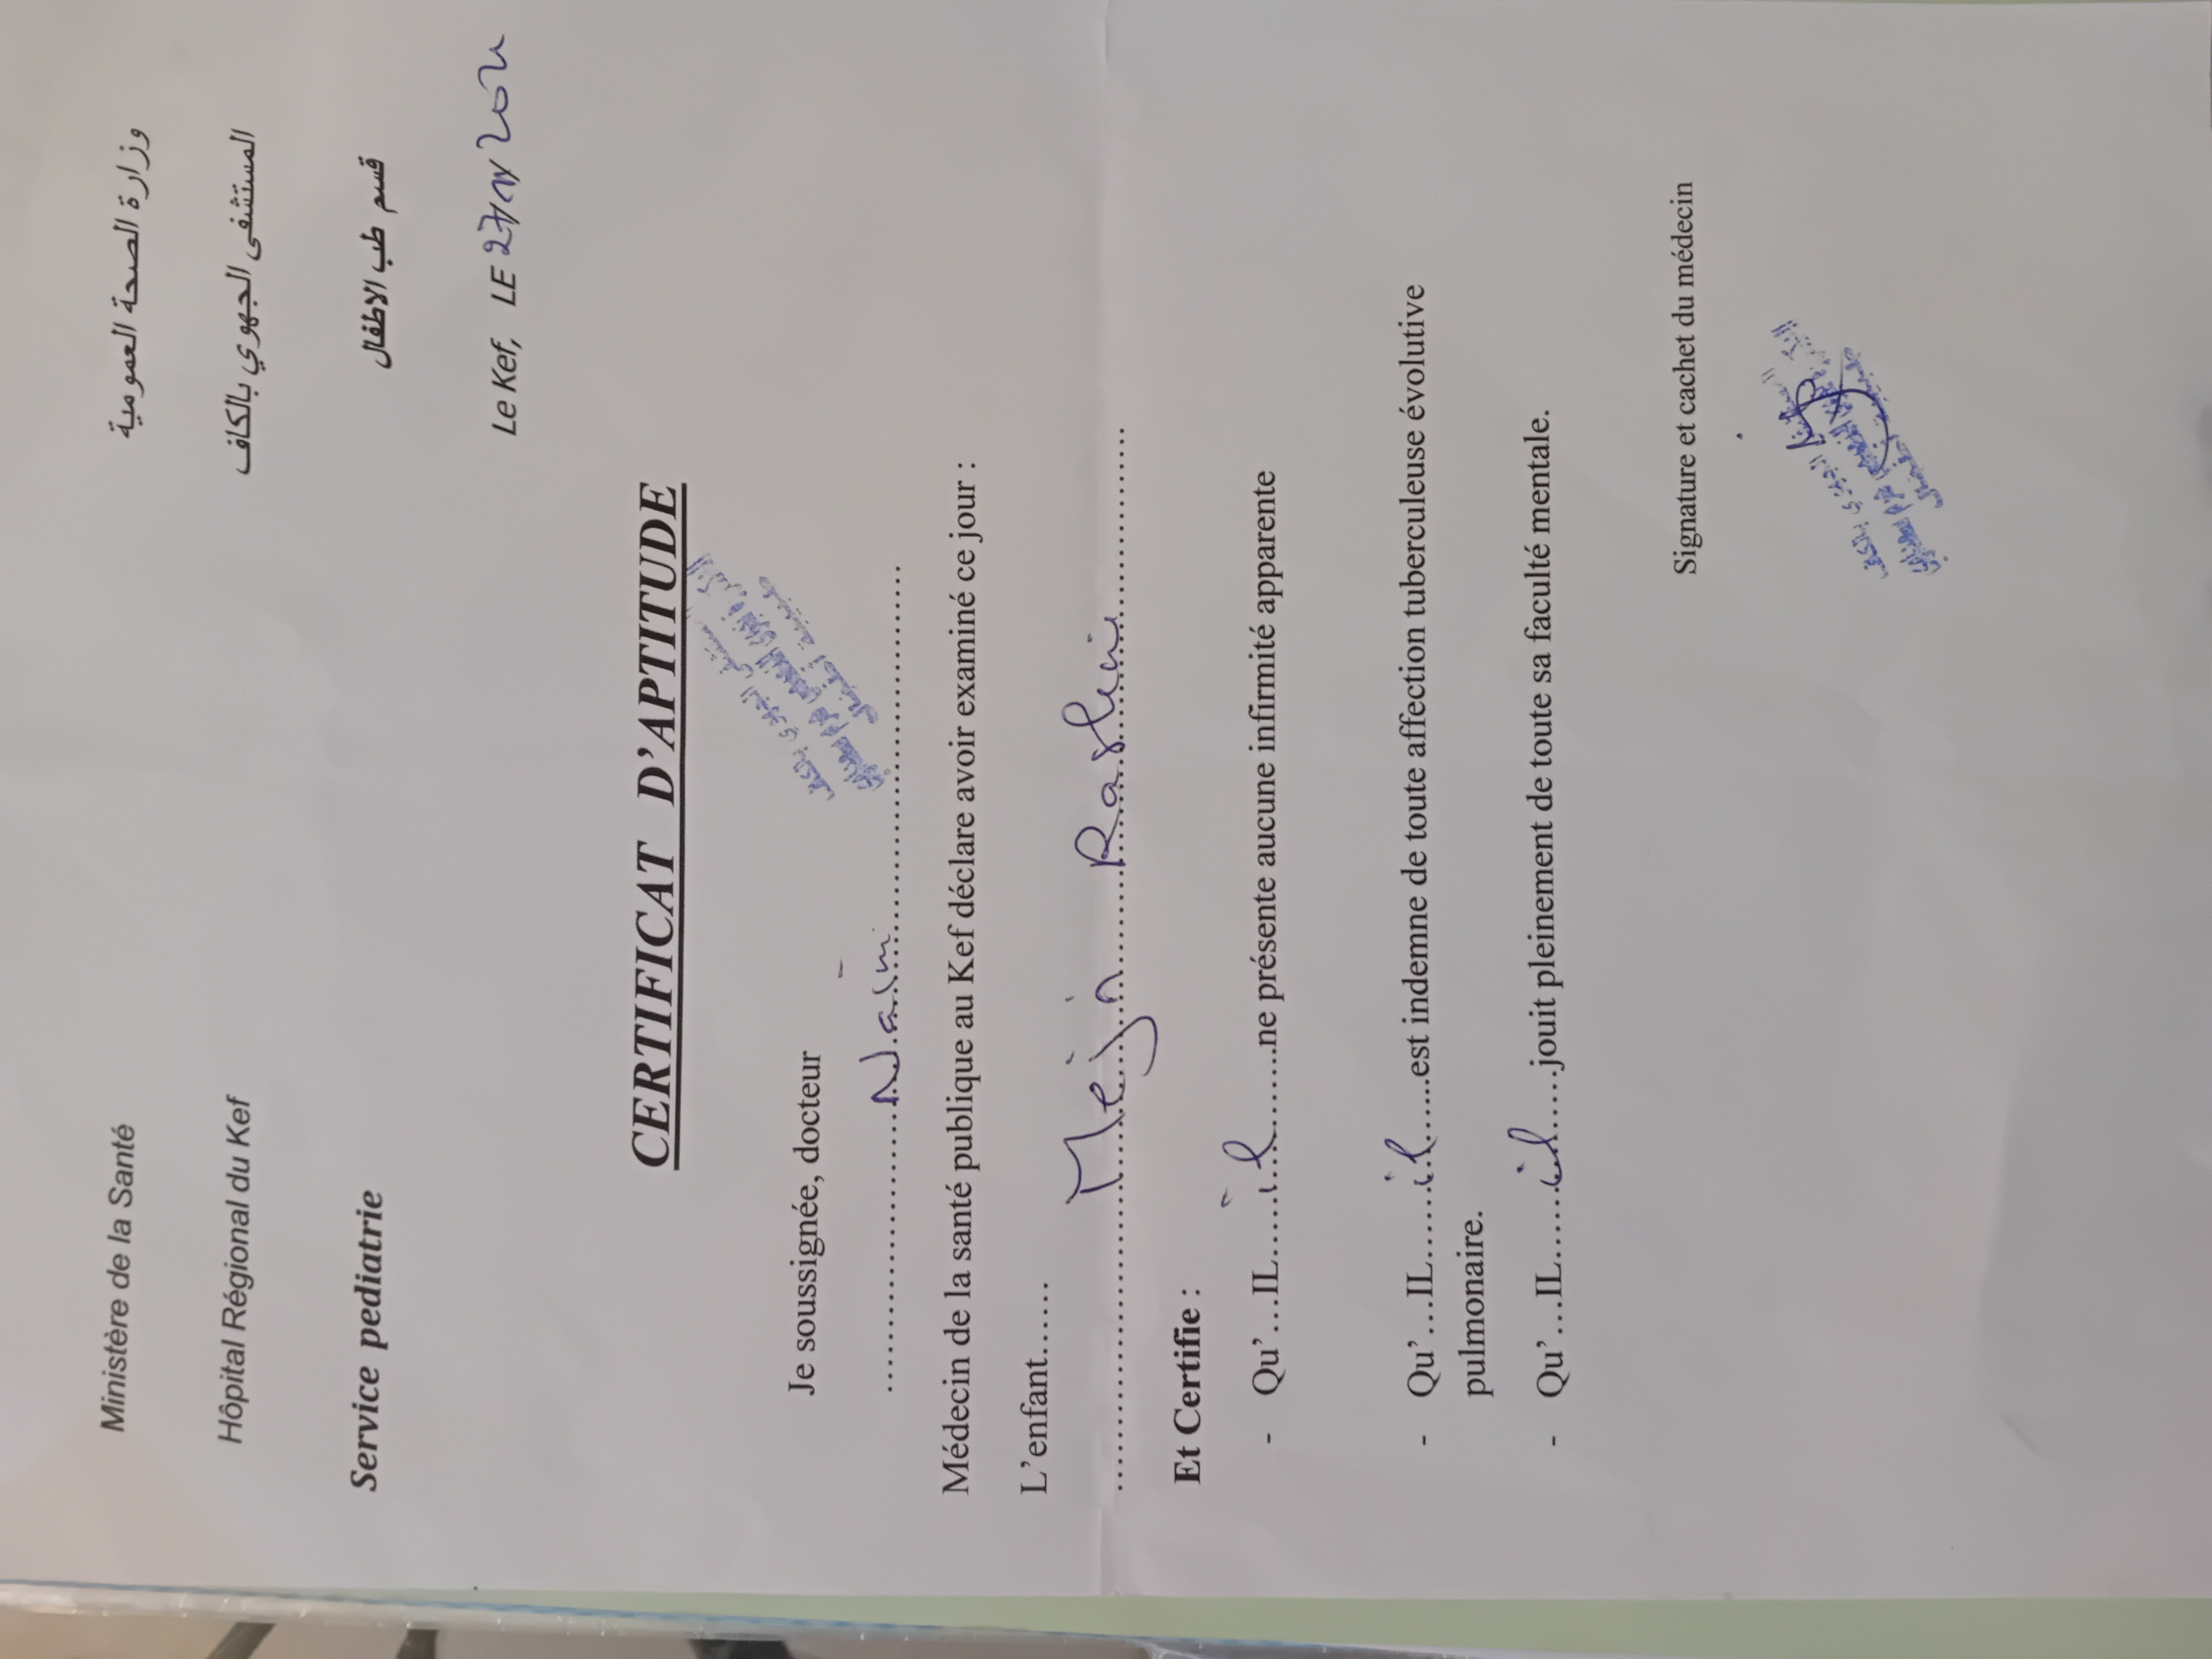 Ministère de la Santé
وزارة الصحة العمومية
Hôpital Régional du Kef
المستشفى الجهوي بالكاف
Service pediatrie
قسم طب الاطفال
Le Kef, LE 27/11/202
CERTIFICAT D’APTITUDE
Je soussignée, docteur
Médecin de la santé publique au Kef déclare avoir examiné ce jour :
L’enfant......
Mejn
Et Certifie :
- Qu’...IL.....il.......ne présente aucune infirmité apparente
- Qu’...IL......il......est indemne de toute affection tuberculeuse évolutive
pulmonaire.
- Qu’...IL......il.....jouit pleinement de toute sa faculté mentale.
Signature et cachet du médecin